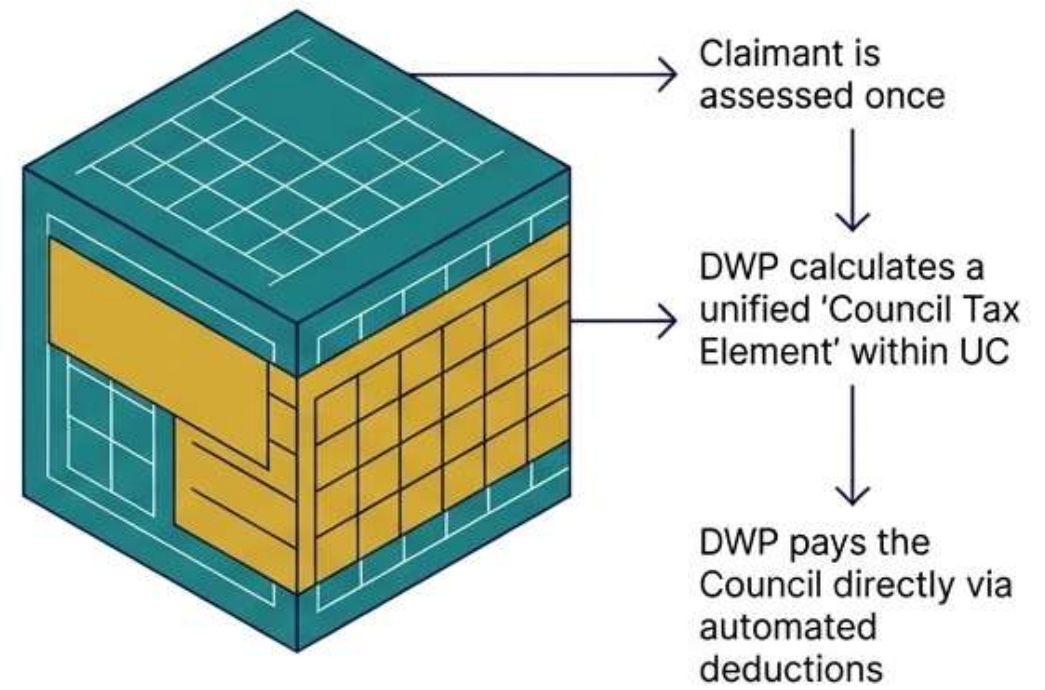 Claimant is
assessed once
DWP calculates a
unified 'Council Tax
Element' within UC
DWP pays the
Council directly via
automated
deductions